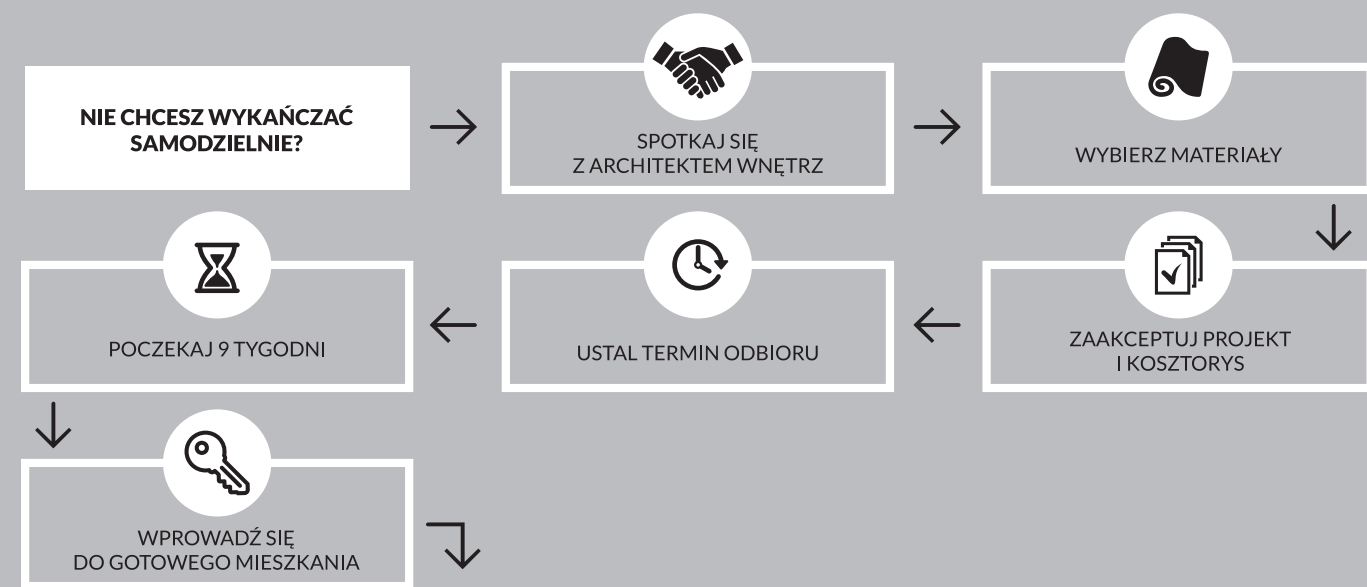 NIE CHCESZ WYKAŃCZAĆ
SAMODZIELNIE?
SPOTKAJ SIĘ
Z ARCHITEKTEM WNĘTRZ
WYBIERZ MATERIAŁY
ZAAKCEPTUJ PROJEKT
I KOSZTORYS
USTAL TERMIN ODBIORU
POCZEKAJ 9 TYGODNI
WPROWADŹ SIĘ
DO GOTOWEGO MIESZKANIA